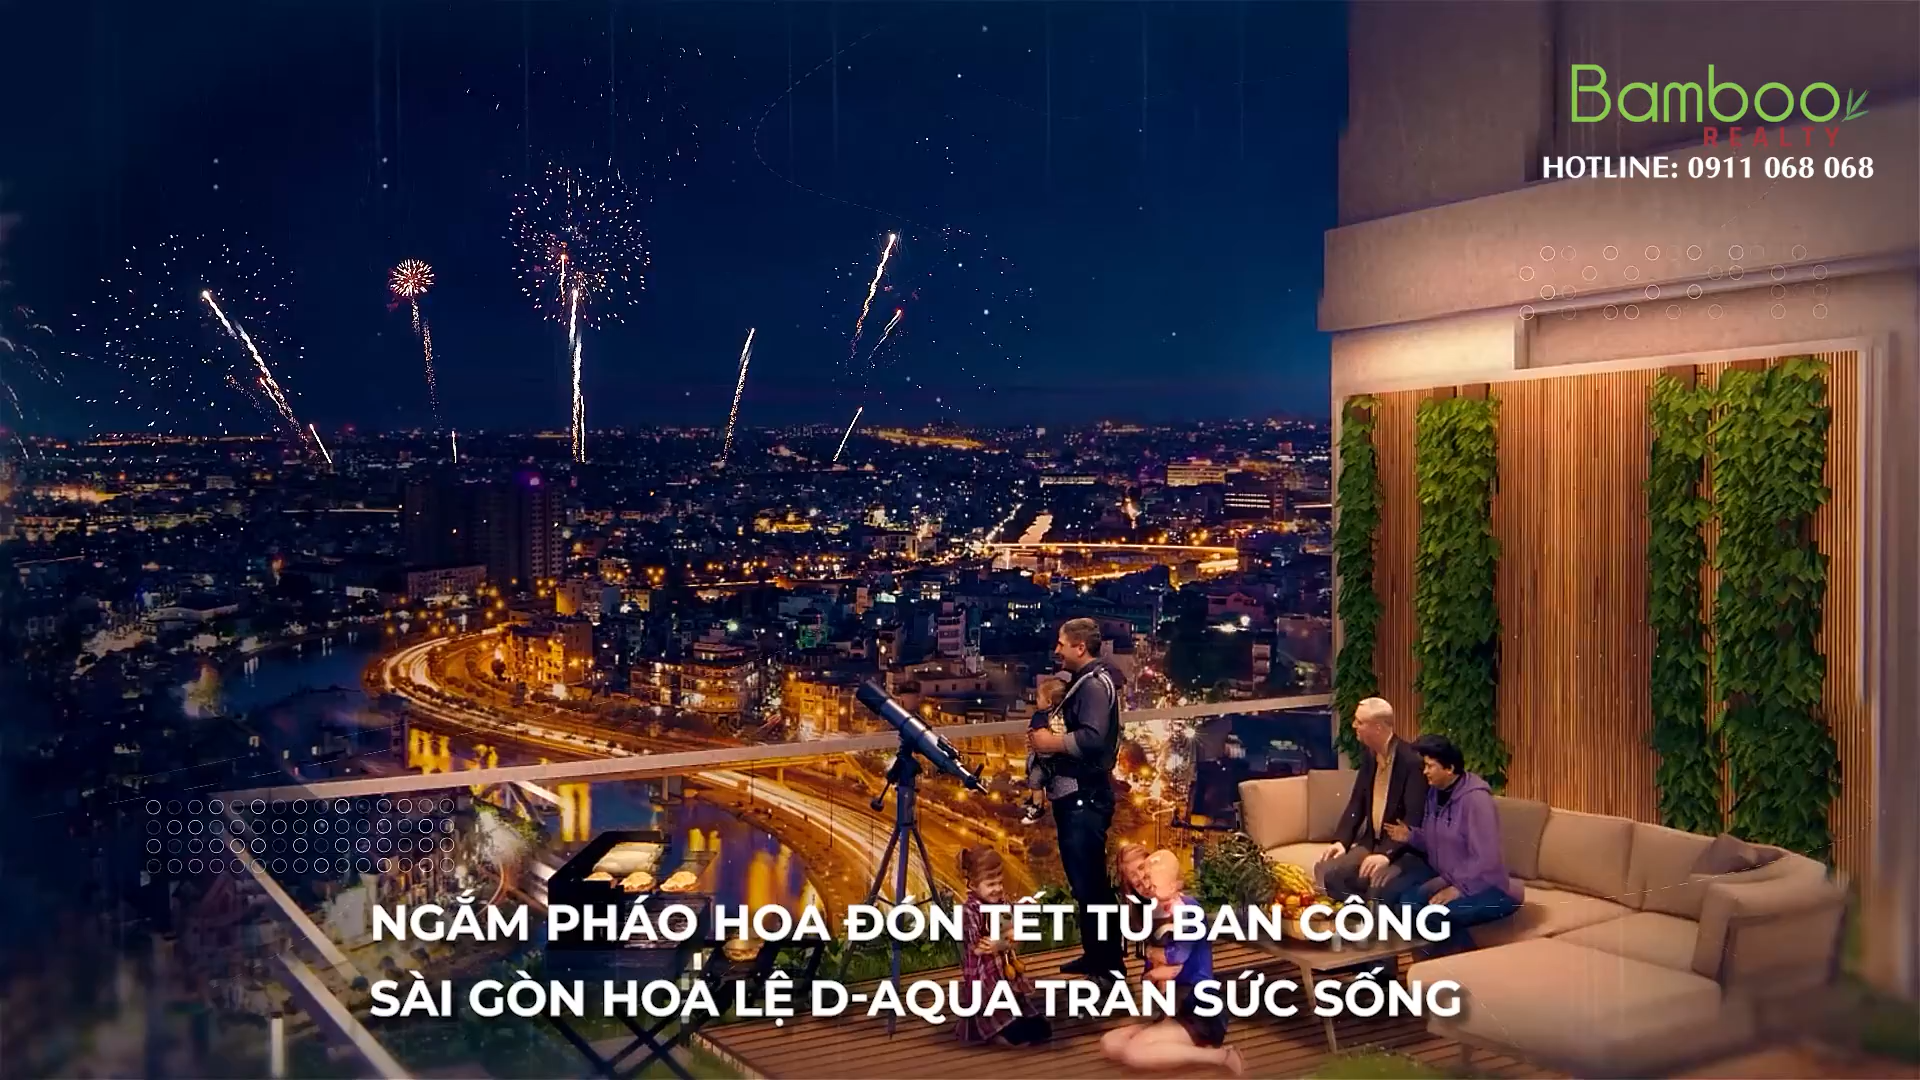 Bamboo
REALTY
HOTLINE: 0911 068 068
NGẮM PHÁO HOA ĐÓN TẾT TỪ BAN CÔNG
SÀI GÒN HOA LỆ D-AQUA TRÀN SỨC SỐNG